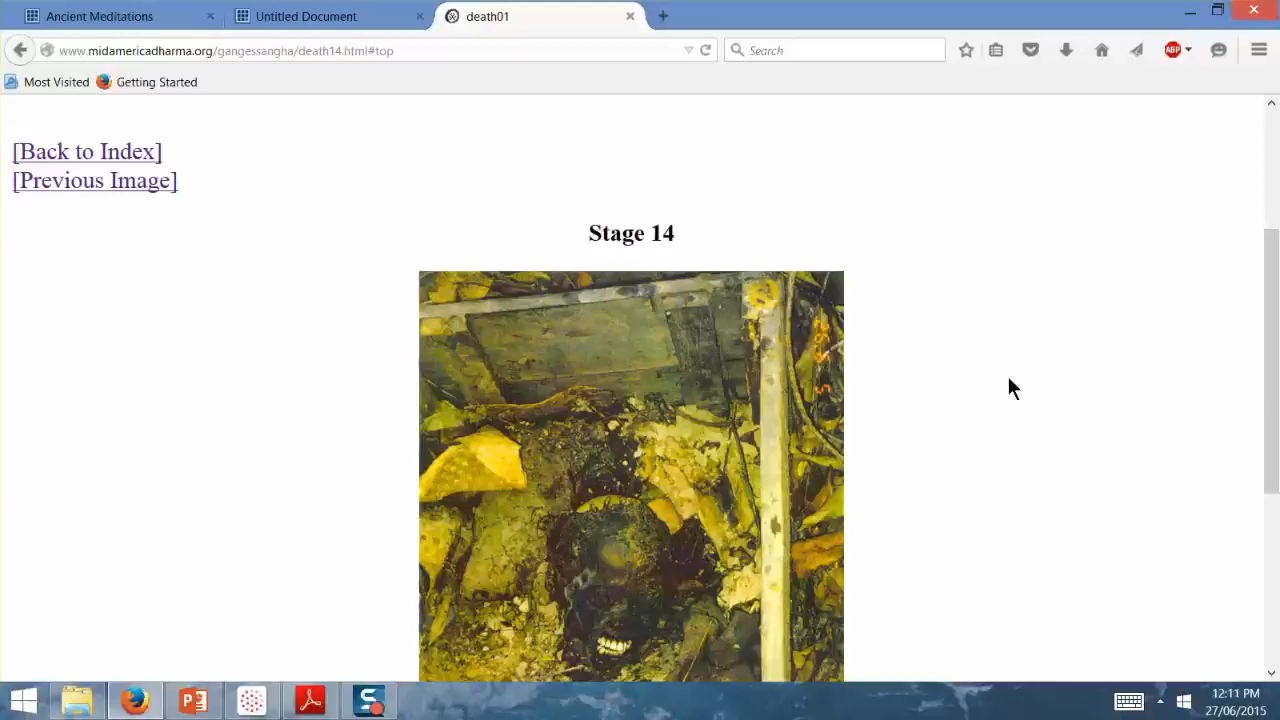 Ancient Meditations
Untitled Document
death01
www.midamericadharma.org/gangessangha/death14.html#top
Search
ABP
Most Visited
Getting Started
[Back to Index]
[Previous Image]
Stage 14
12:11 PM
27/06/2015